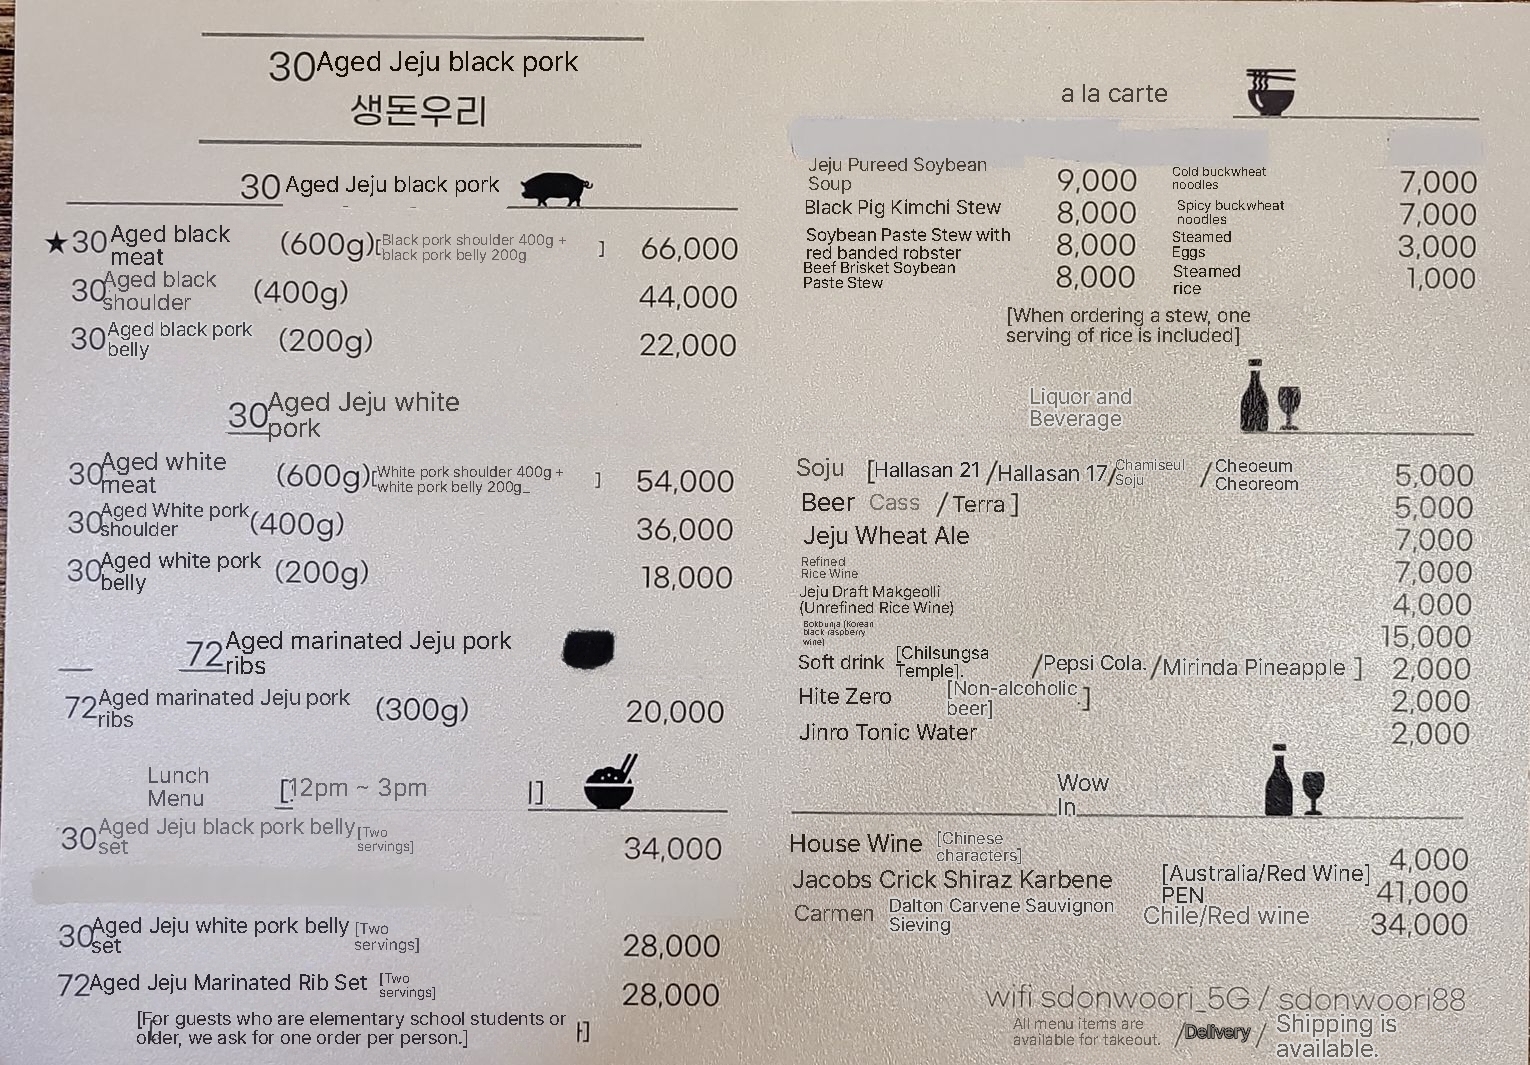 30Aged Jeju black pork
생돈우리
30 Aged Jeju black pork
★30 Aged black meat (600g)[Black pork shoulder 400g + black pork belly 200g ] 66,000
30 Aged black shoulder (400g) 44,000
30 Aged black pork belly (200g) 22,000
30 Aged Jeju white pork
30 Aged white meat (600g)[White pork shoulder 400g + white pork belly 200g_ ] 54,000
30 Aged White pork shoulder (400g) 36,000
30 Aged white pork belly (200g) 18,000
72 Aged marinated Jeju pork ribs
72 Aged marinated Jeju pork ribs (300g) 20,000
Lunch Menu [12pm ~ 3pm ]
30 Aged Jeju black pork belly set [Two servings] 34,000
30 Aged Jeju white pork belly set [Two servings] 28,000
72 Aged Jeju Marinated Rib Set [Two servings] 28,000
[For guests who are elementary school students or
older, we ask for one order per person.]
a la carte
Jeju Pureed Soybean Soup 9,000 Cold buckwheat noodles 7,000
Black Pig Kimchi Stew 8,000 Spicy buckwheat noodles 7,000
Soybean Paste Stew with red banded robster 8,000 Steamed Eggs 3,000
Beef Brisket Soybean Paste Stew 8,000 Steamed rice 1,000
[When ordering a stew, one
serving of rice is included]
Liquor and Beverage
Soju [Hallasan 21 /Hallasan 17/Chamiseul Soju /Cheoeum Cheoreom 5,000
Beer Cass / Terra ] 5,000
Jeju Wheat Ale 7,000
Refined Rice Wine 7,000
Jeju Draft Makgeolli (Unrefined Rice Wine) 4,000
Bokbunja (Korean black raspberry wine) 15,000
Soft drink [Chilsungsa Temple]. /Pepsi Cola. /Mirinda Pineapple ] 2,000
Hite Zero [Non-alcoholic beer] .] 2,000
Jinro Tonic Water 2,000
Wow In
House Wine [Chinese characters] 4,000
Jacobs Crick Shiraz Karbene [Australia/Red Wine] PEN 41,000
Carmen Dalton Carvene Sauvignon Sieving Chile/Red wine 34,000
wifi sdonwoori_5G / sdonwoori88
All menu items are available for takeout. /Delivery / Shipping is available.